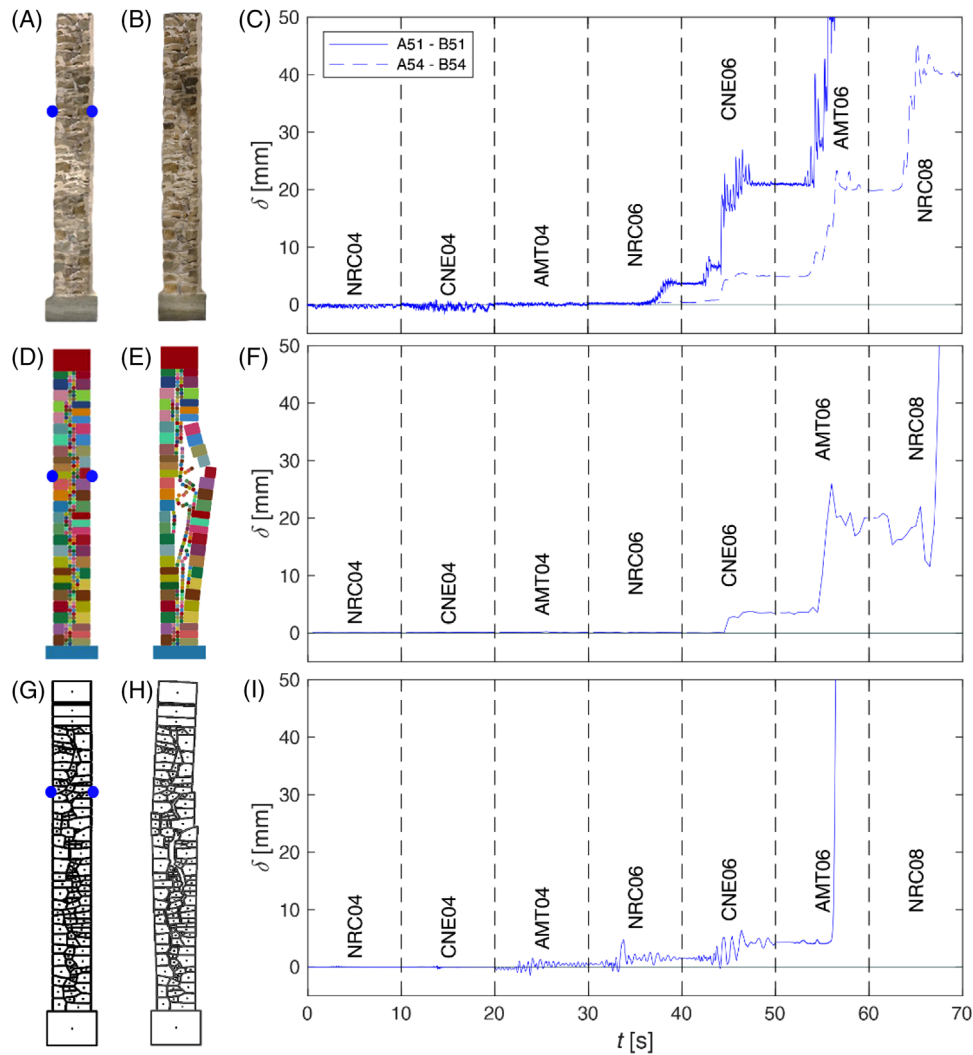 (A)
(B)
(C)
50
40
30
20
10
0
δ [mm]
A51 - B51
A54 - B54
NRC04
CNE04
AMT04
NRC06
CNE06
AMT06
NRC08
(D)
(E)
(F)
50
40
30
20
10
0
δ [mm]
NRC04
CNE04
AMT04
NRC06
CNE06
AMT06
NRC08
(G)
(H)
(I)
50
40
30
20
10
0
δ [mm]
NRC04
CNE04
AMT04
NRC06
CNE06
AMT06
NRC08
0 10 20 30 40 50 60 70
t [s]